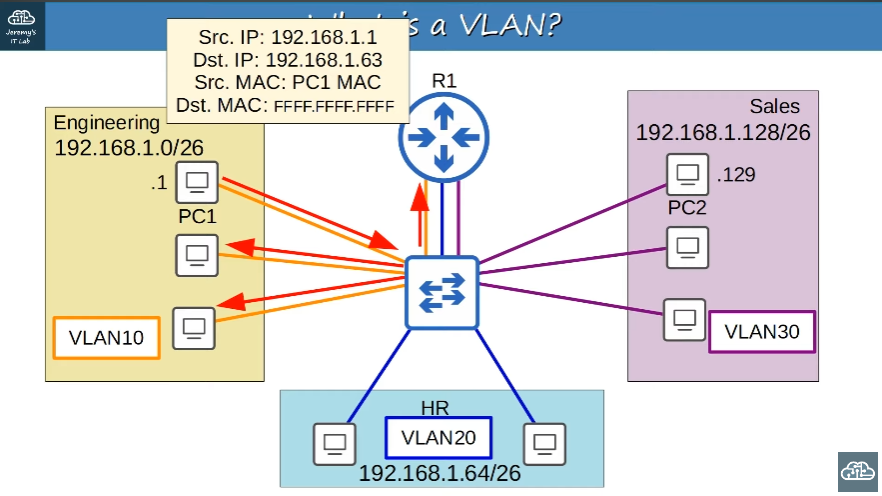 Jeremy's
IT Lab
is a VLAN?
Src. IP: 192.168.1.1
Dst. IP: 192.168.1.63
Src. MAC: PC1 MAC
Dst. MAC: FFFF.FFFF.FFFF
R1
Engineering
192.168.1.0/26
.1
PC1
VLAN10
Sales
192.168.1.128/26
.129
PC2
VLAN30
HR
VLAN20
192.168.1.64/26